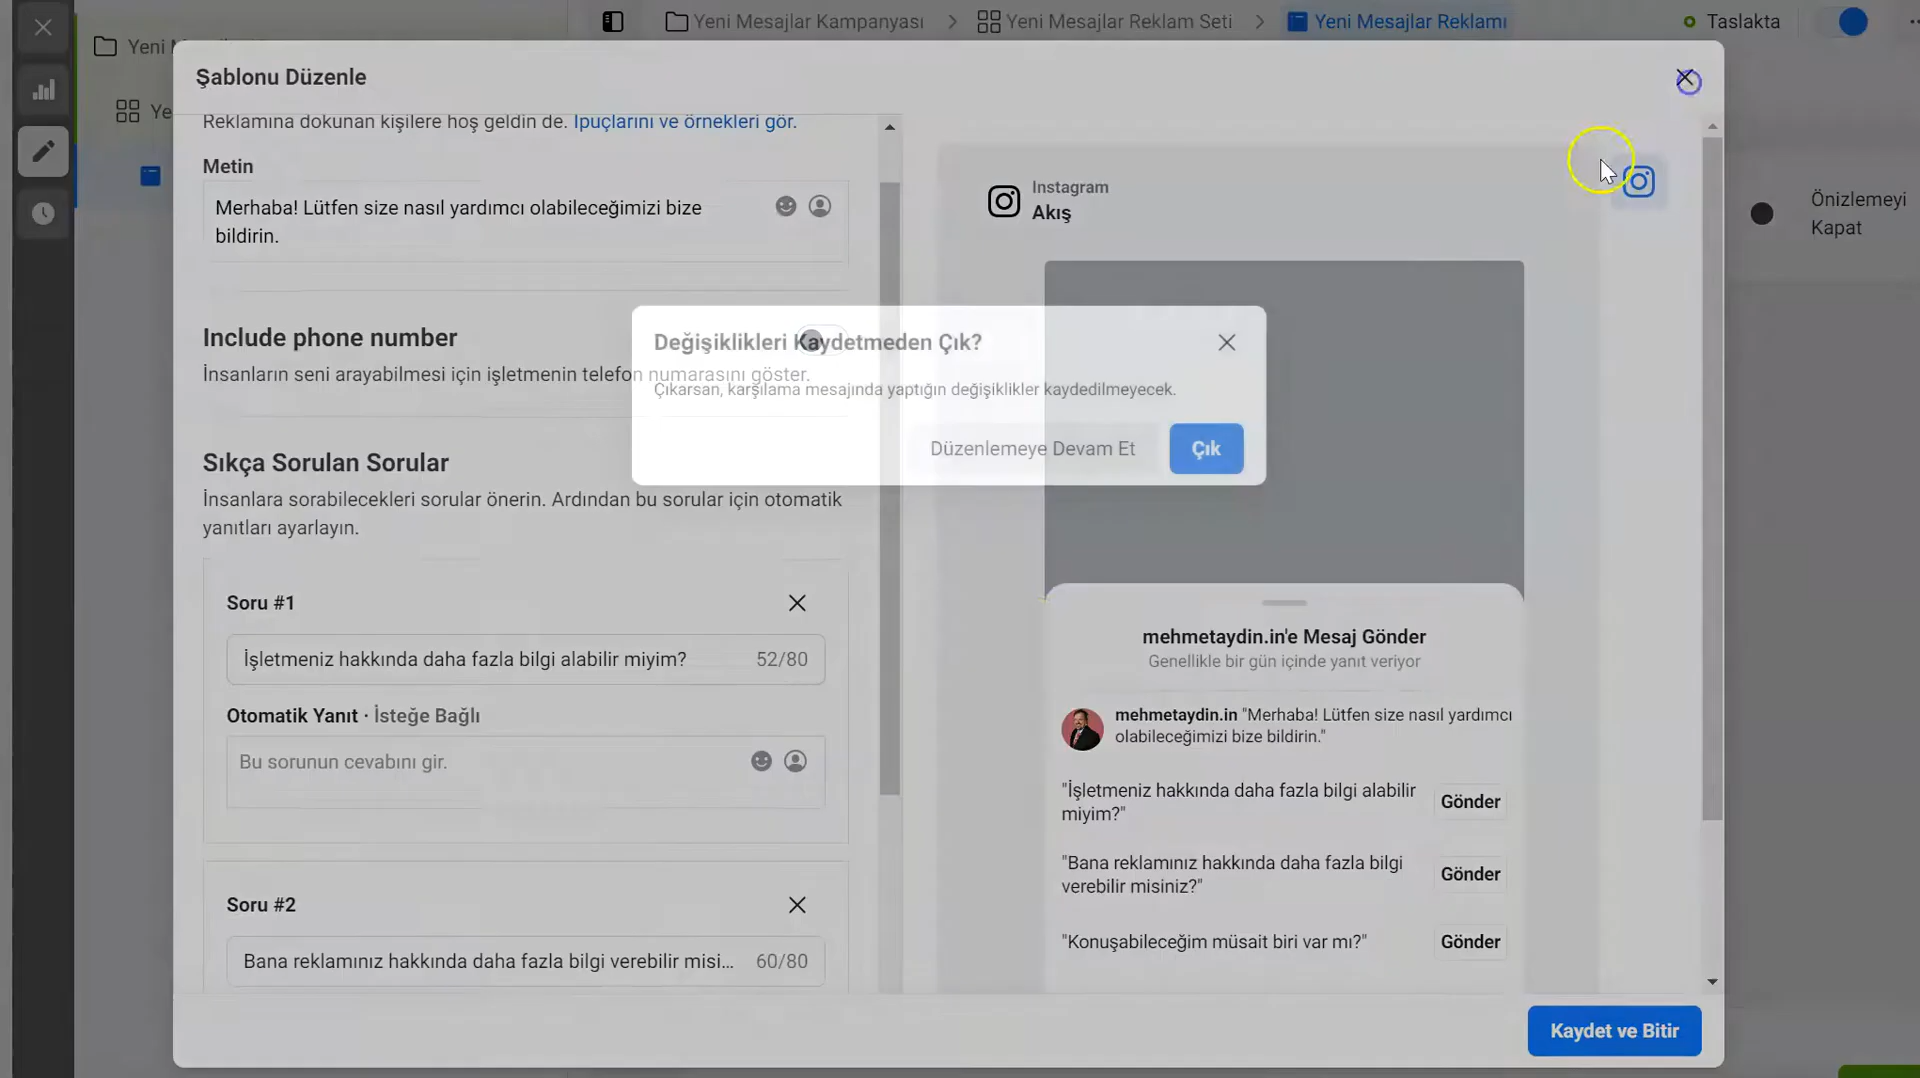 Yeni M
Yeni Mesajlar Kampanyası
Yeni Mesajlar Reklam Seti
Yeni Mesajlar Reklamı
Taslakta
Ye
Şablonu Düzenle
Reklamına dokunan kişilere hoş geldin de. İpuçlarını ve örnekleri gör.
Metin
Merhaba! Lütfen size nasıl yardımcı olabileceğimizi bize
bildirin.
Include phone number
İnsanların seni arayabilmesi için işletmenin telefon numarasını göster.
Sıkça Sorulan Sorular
İnsanlara sorabilecekleri sorular önerin. Ardından bu sorular için otomatik
yanıtları ayarlayın.
Soru #1
İşletmeniz hakkında daha fazla bilgi alabilir miyim? 52/80
Otomatik Yanıt · İsteğe Bağlı
Bu sorunun cevabını gir.
Soru #2
Bana reklamınız hakkında daha fazla bilgi verebilir misi... 60/80
Değişiklikleri Kaydetmeden Çık?
Çıkarsan, karşılama mesajında yaptığın değişiklikler kaydedilmeyecek.
Düzenlemeye Devam Et
Çık
Instagram
Akış
mehmetaydin.in'e Mesaj Gönder
Genellikle bir gün içinde yanıt veriyor
mehmetaydin.in "Merhaba! Lütfen size nasıl yardımcı
olabileceğimizi bize bildirin."
"İşletmeniz hakkında daha fazla bilgi alabilir
miyim?"
Gönder
"Bana reklamınız hakkında daha fazla bilgi
verebilir misiniz?"
Gönder
"Konuşabileceğim müsait biri var mı?"
Gönder
Kaydet ve Bitir
Önizlemeyi
Kapat